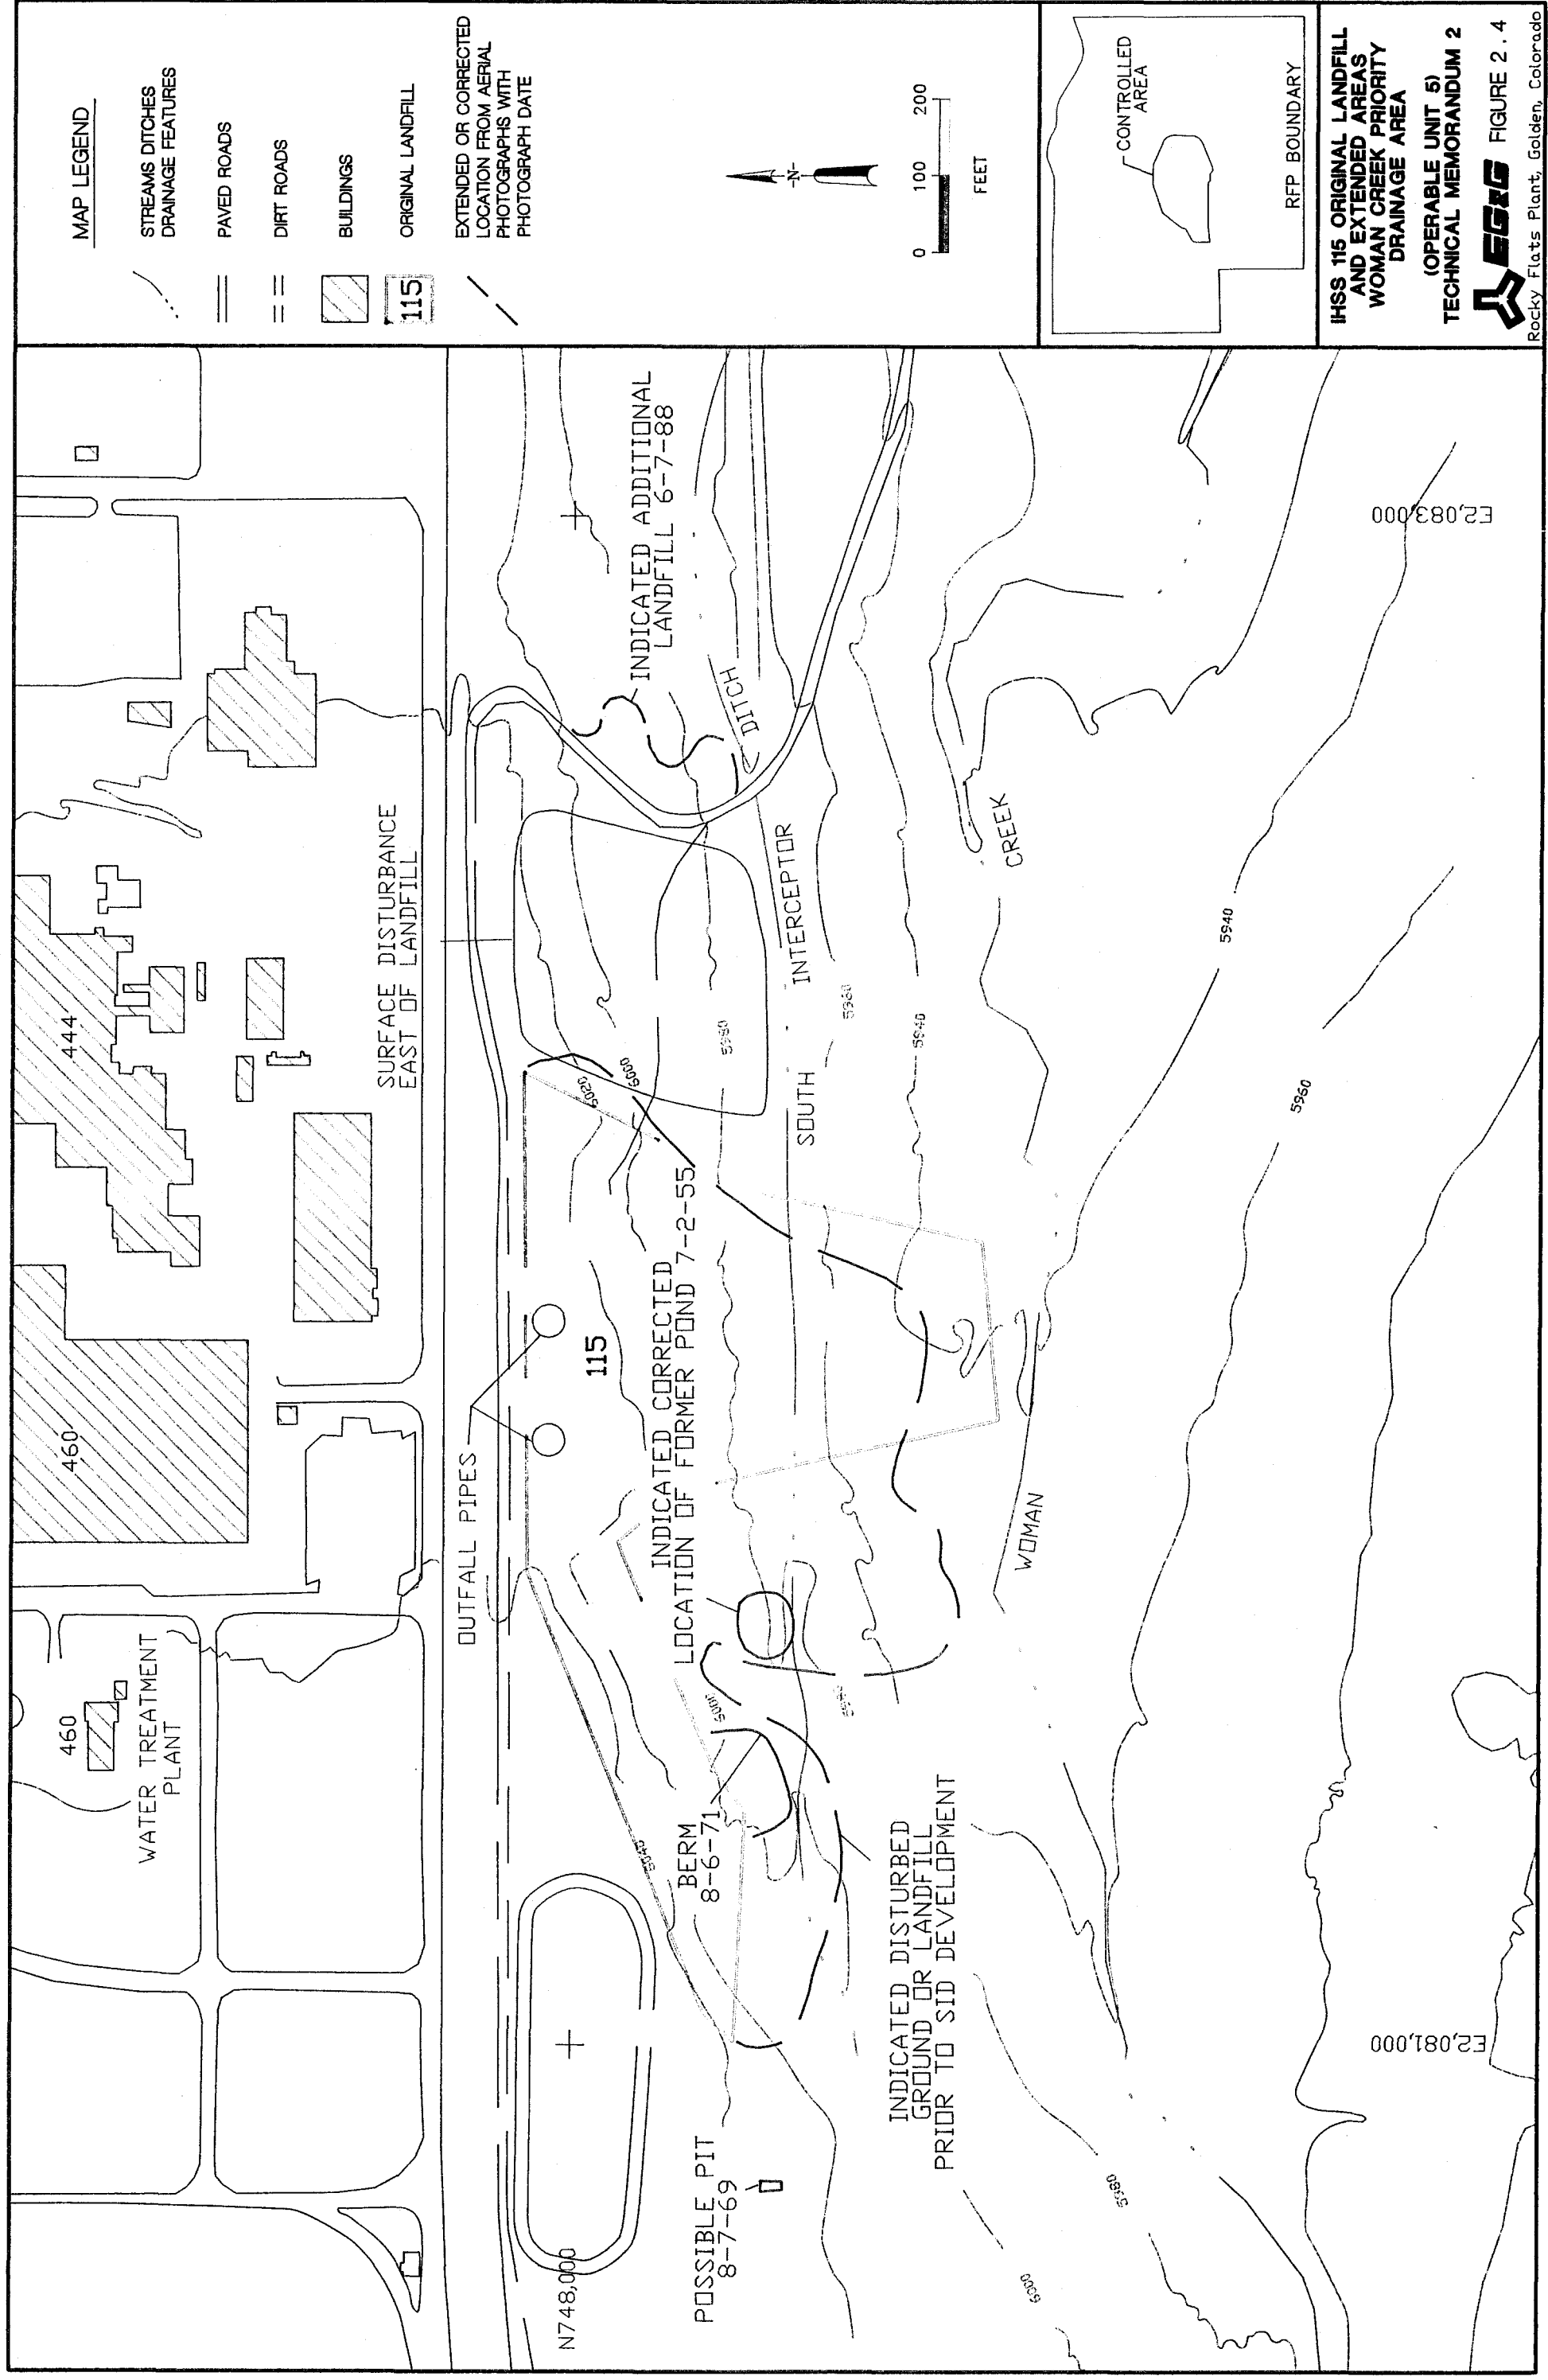 MAP LEGEND
STREAMS DITCHES
DRAINAGE FEATURES
PAVED ROADS
DIRT ROADS
BUILDINGS
115
ORIGINAL LANDFILL
EXTENDED OR CORRECTED
LOCATION FROM AERIAL
PHOTOGRAPHS WITH
PHOTOGRAPH DATE
-N-
0
100
200
FEET
CONTROLLED
AREA
RFP BOUNDARY
IHSS 115 ORIGINAL LANDFILL
AND EXTENDED AREAS
WOMAN CREEK PRIORITY
DRAINAGE AREA
(OPERABLE UNIT 5)
TECHNICAL MEMORANDUM 2
EG&G
FIGURE 2.4
Rocky Flats Plant, Golden, Colorado
460
WATER TREATMENT
PLANT
460
444
SURFACE DISTURBANCE
EAST OF LANDFILL
OUTFALL PIPES
115
INDICATED ADDITIONAL
LANDFILL 6-7-88
INDICATED CORRECTED
LOCATION OF FORMER POND 7-2-55
6020
6000
5980
5960
5940
SOUTH
INTERCEPTOR
DITCH
BERM
8-6-71
N748,000
POSSIBLE PIT
8-7-69
INDICATED DISTURBED
GROUND OR LANDFILL
PRIOR TO SID DEVELOPMENT
WOMAN
CREEK
5940
5960
5980
6000
E2,081,000
E2,083,000